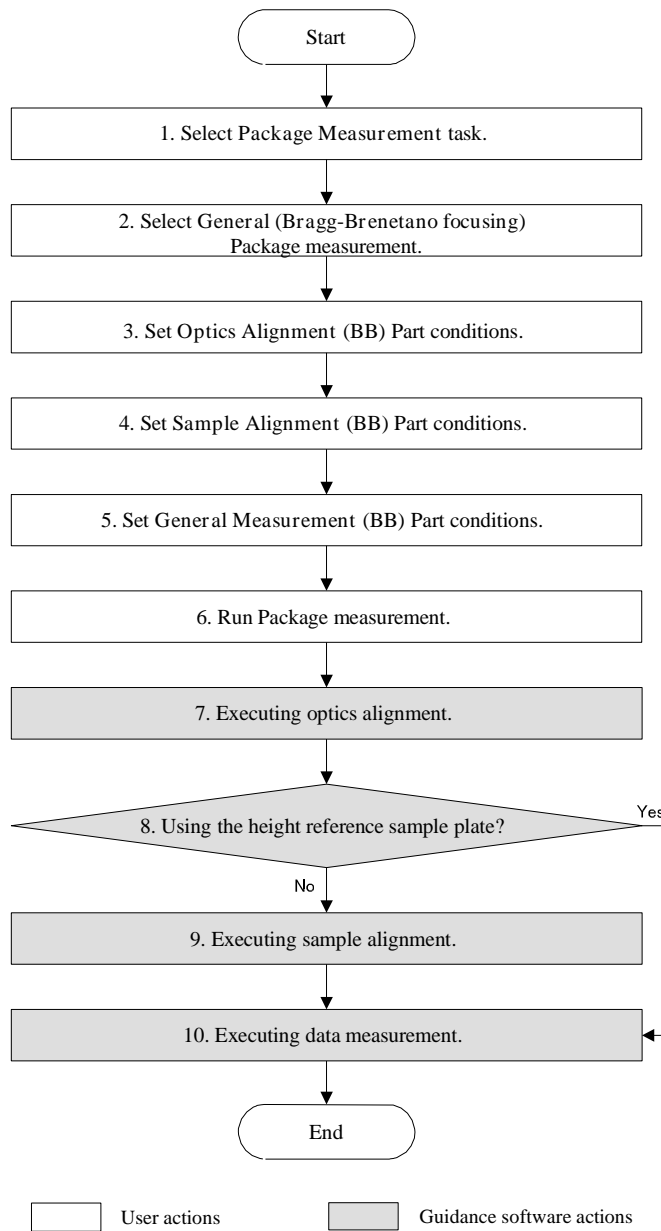 Start
1. Select Package Measurement task.
2. Select General (Bragg-Brenetano focusing)
Package measurement.
3. Set Optics Alignment (BB) Part conditions.
4. Set Sample Alignment (BB) Part conditions.
5. Set General Measurement (BB) Part conditions.
6. Run Package measurement.
7. Executing optics alignment.
8. Using the height reference sample plate?
Yes
No
9. Executing sample alignment.
10. Executing data measurement.
End
User actions
Guidance software actions